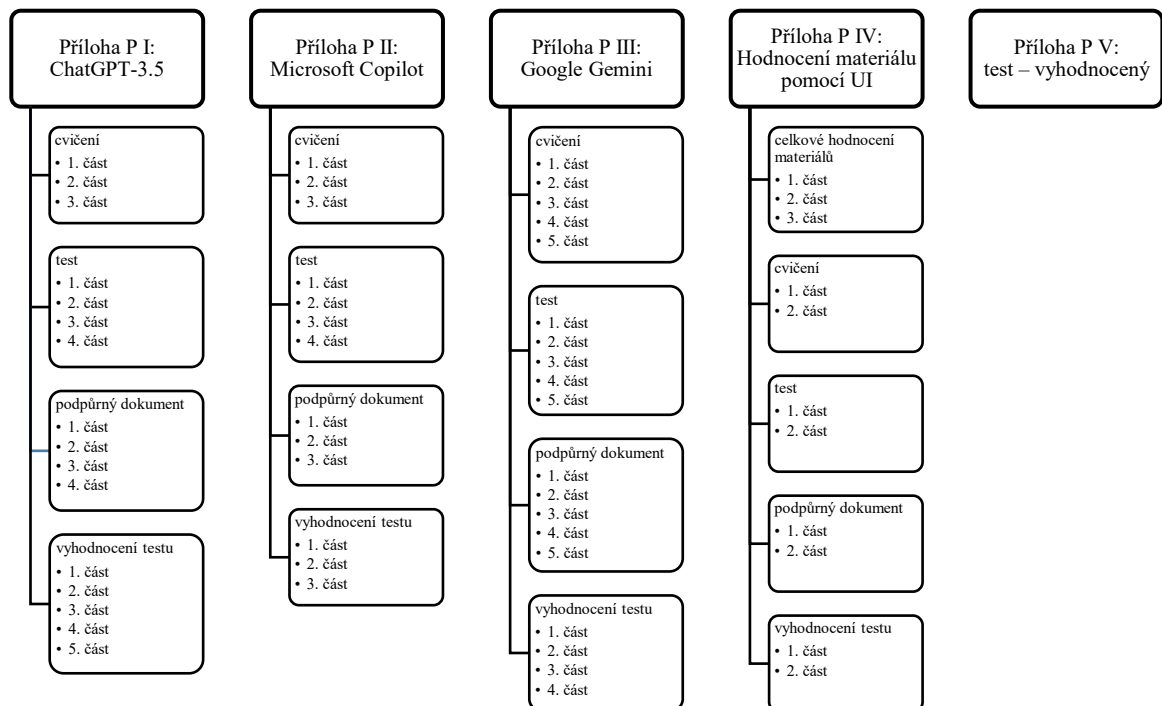 Příloha P I:
ChatGPT-3.5
cvičení
• 1. část
• 2. část
• 3. část
test
• 1. část
• 2. část
• 3. část
• 4. část
podpůrný dokument
• 1. část
• 2. část
• 3. část
• 4. část
vyhodnocení testu
• 1. část
• 2. část
• 3. část
• 4. část
• 5. část
Příloha P II:
Microsoft Copilot
cvičení
• 1. část
• 2. část
• 3. část
test
• 1. část
• 2. část
• 3. část
• 4. část
podpůrný dokument
• 1. část
• 2. část
• 3. část
vyhodnocení testu
• 1. část
• 2. část
• 3. část
Příloha P III:
Google Gemini
cvičení
• 1. část
• 2. část
• 3. část
• 4. část
• 5. část
test
• 1. část
• 2. část
• 3. část
• 4. část
• 5. část
podpůrný dokument
• 1. část
• 2. část
• 3. část
• 4. část
• 5. část
vyhodnocení testu
• 1. část
• 2. část
• 3. část
• 4. část
Příloha P IV:
Hodnocení materiálu
pomocí UI
celkové hodnocení
materiálů
• 1. část
• 2. část
• 3. část
cvičení
• 1. část
• 2. část
test
• 1. část
• 2. část
podpůrný dokument
• 1. část
• 2. část
vyhodnocení testu
• 1. část
• 2. část
Příloha P V:
test – vyhodnocený